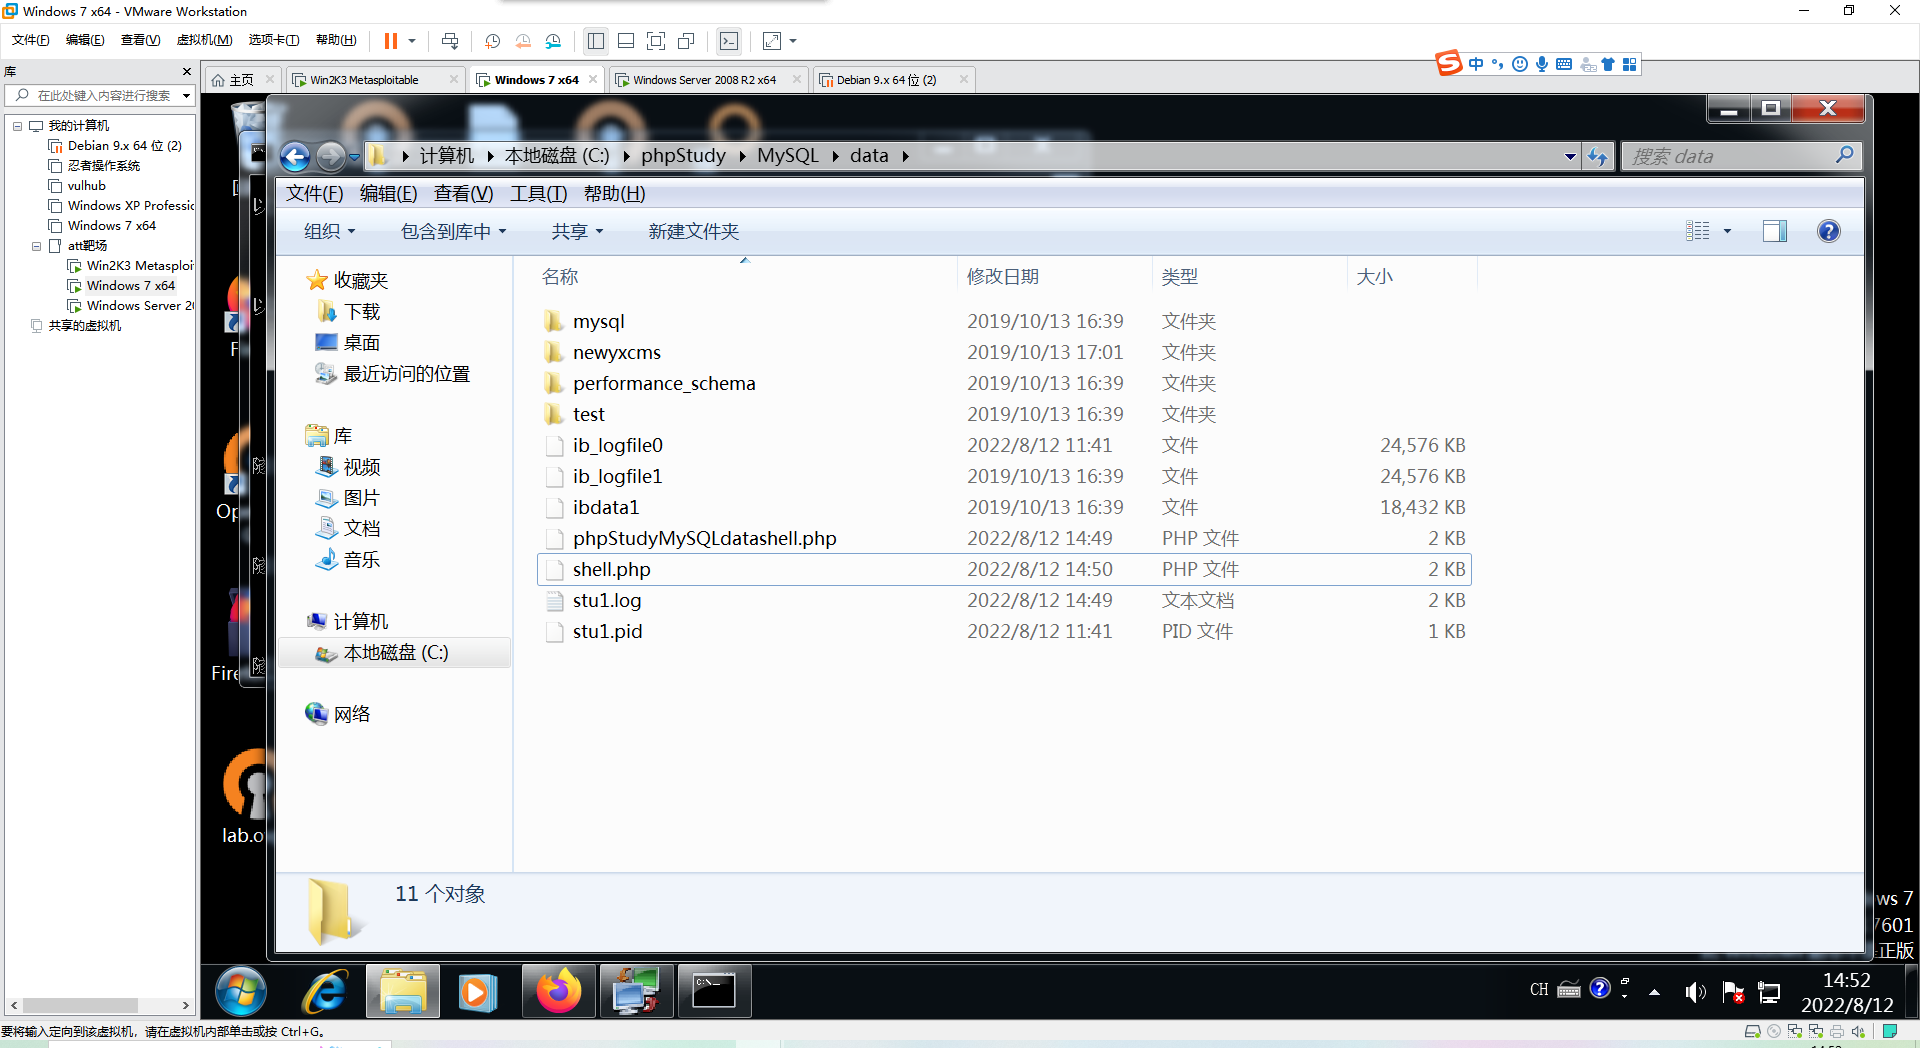 Windows 7 x64 - VMware Workstation
文件(F) 编辑(E) 查看(V) 虚拟机(M) 选项卡(T) 帮助(H)
库
在此处键入内容进行搜索
我的计算机
Debian 9.x 64 位 (2)
忍者操作系统
vulhub
Windows XP Professio
Windows 7 x64
att靶场
Win2K3 Metasploi
Windows 7 x64
Windows Server 20
共享的虚拟机
主页
Win2K3 Metasploitable
Windows 7 x64
Windows Server 2008 R2 x64
Debian 9.x 64 位 (2)
中
计算机 本地磁盘 (C:) phpStudy MySQL data
搜索 data
文件(F) 编辑(E) 查看(V) 工具(T) 帮助(H)
组织 包含到库中 共享 新建文件夹
收藏夹
下载
桌面
最近访问的位置
库
视频
图片
文档
音乐
计算机
本地磁盘 (C:)
网络
名称 修改日期 类型 大小
mysql 2019/10/13 16:39 文件夹
newyxcms 2019/10/13 17:01 文件夹
performance_schema 2019/10/13 16:39 文件夹
test 2019/10/13 16:39 文件夹
ib_logfile0 2022/8/12 11:41 文件 24,576 KB
ib_logfile1 2019/10/13 16:39 文件 24,576 KB
ibdata1 2019/10/13 16:39 文件 18,432 KB
phpStudyMySQLdatashell.php 2022/8/12 14:49 PHP 文件 2 KB
shell.php 2022/8/12 14:50 PHP 文件 2 KB
stu1.log 2022/8/12 14:49 文本文档 2 KB
stu1.pid 2022/8/12 11:41 PID 文件 1 KB
11 个对象
F
Op
Fire
lab.o
ws 7
7601
正版
CH
14:52
2022/8/12
要将输入定向到该虚拟机，请在虚拟机内部单击或按 Ctrl+G。